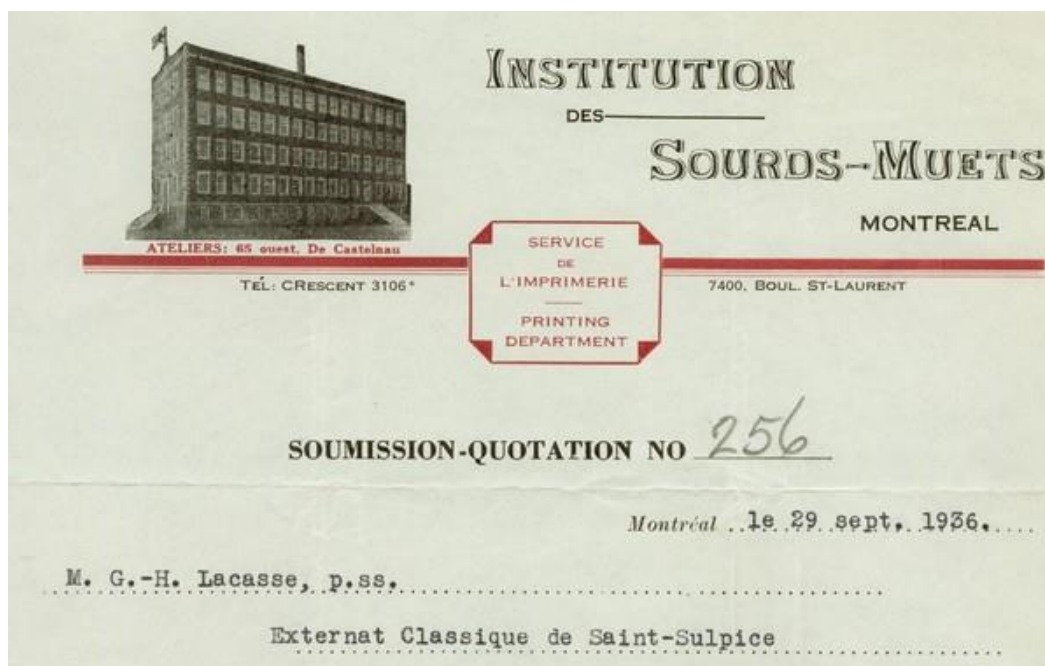 INSTITUTION
DES
SOURDS-MUETS
MONTREAL
ATELIERS: 65 ouest, De Castelnau
TÉL: CRESCENT 3106*
SERVICE
DE
L'IMPRIMERIE
PRINTING
DEPARTMENT
7400, BOUL. ST-LAURENT
SOUMISSION-QUOTATION NO 256
Montréal le 29 sept. 1936.
M. G.-H. Lacasse, p.ss.
Externat Classique de Saint-Sulpice